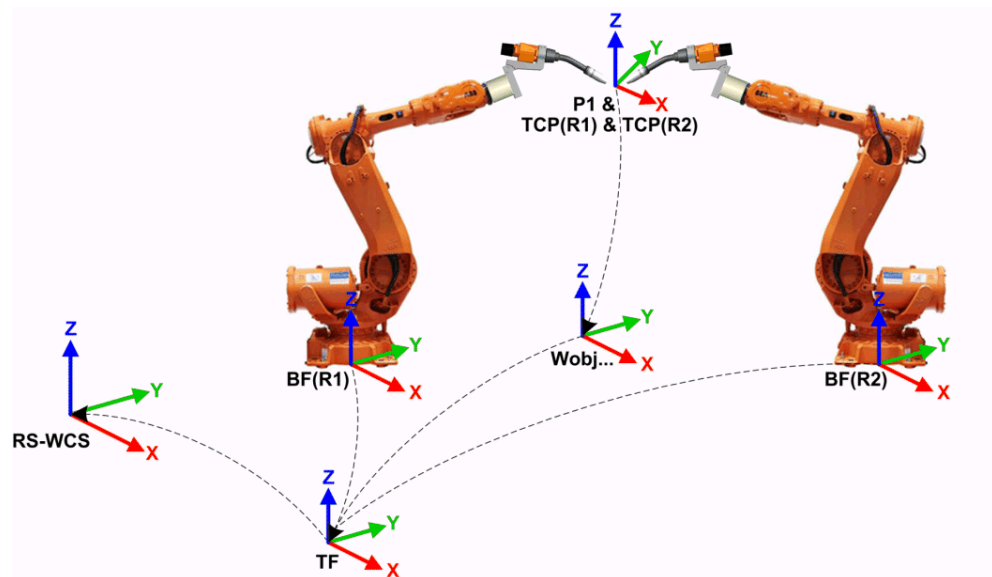 Z
Y
X
P1 &
TCP(R1) & TCP(R2)
Z
Y
X
BF(R1)
Z
Y
X
Wobj...
Z
Y
X
BF(R2)
Z
Y
X
RS-WCS
Z
Y
X
TF